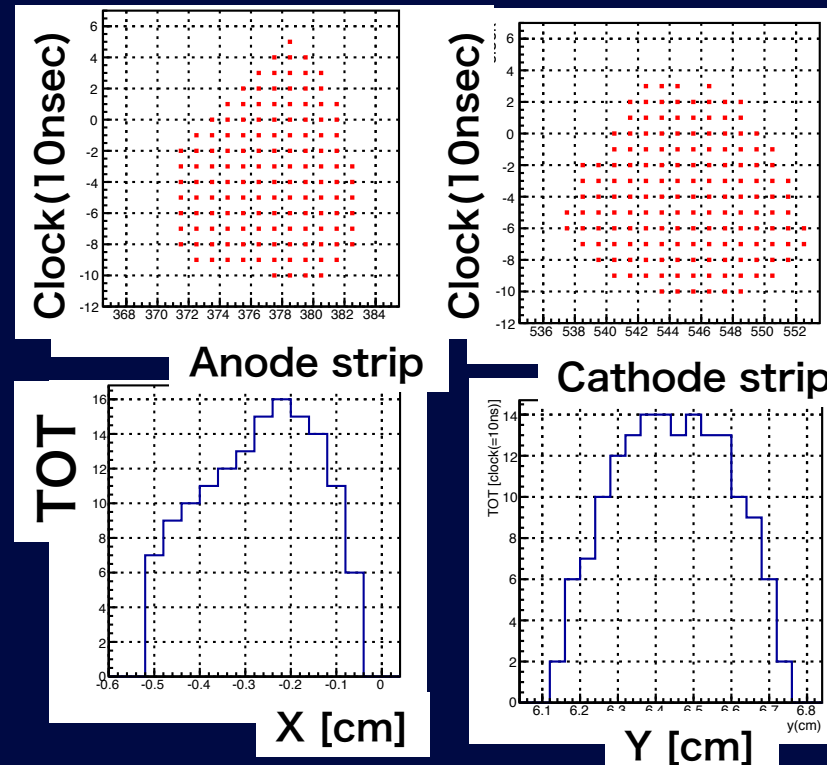 Clock(10nsec)
6
4
2
0
-2
-4
-6
-8
-10
-12
368 370 372 374 376 378 380 382 384
Anode strip
Clock(10nsec)
6
4
2
0
-2
-4
-6
-8
-10
-12
536 538 540 542 544 546 548 550 552
Cathode strip
TOT
16
14
12
10
8
6
4
2
0
-0.6 -0.5 -0.4 -0.3 -0.2 -0.1 0
X [cm]
TOT [clock(=10ns)]
14
12
10
8
6
4
2
0
6.1 6.2 6.3 6.4 6.5 6.6 6.7 6.8
y(cm)
Y [cm]